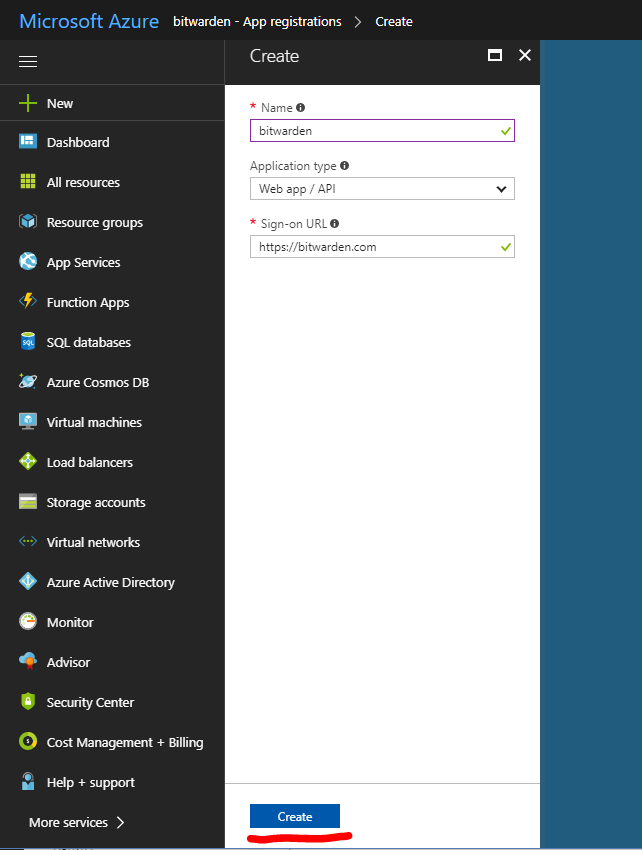 Microsoft Azure bitwarden - App registrations > Create
Create
New
* Name
bitwarden
Dashboard
Application type
All resources
Web app / API
Resource groups
* Sign-on URL
https://bitwarden.com
App Services
Function Apps
SQL databases
Azure Cosmos DB
Virtual machines
Load balancers
Storage accounts
Virtual networks
Azure Active Directory
Monitor
Advisor
Security Center
Cost Management + Billing
Help + support
More services >
Create